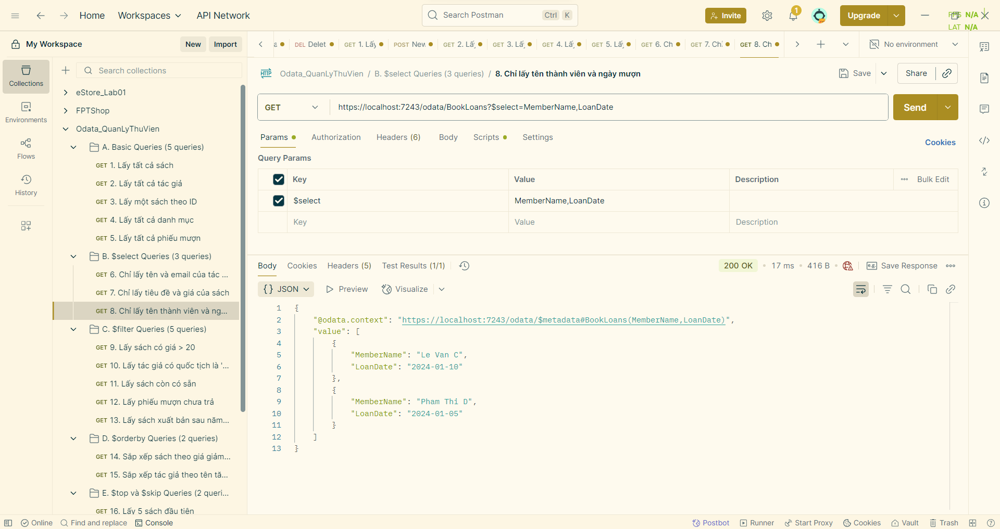 Home
Workspaces
API Network
Search Postman
Ctrl K
Invite
1
Upgrade
N/A
LAT N/A
My Workspace
New
Import
DEL Delet
GET 1. Lấy
POST New
GET 2. Lấ
GET 3. Lấ
GET 4. Lấy
GET 5. Lấy
GET 6. Ch
GET 7. Ch
GET 8. Ch
No environment
Collections
Environments
Flows
History
Search collections
eStore_Lab01
FPTShop
Odata_QuanLyThuVien
A. Basic Queries (5 queries)
GET 1. Lấy tất cả sách
GET 2. Lấy tất cả tác giả
GET 3. Lấy một sách theo ID
GET 4. Lấy tất cả danh mục
GET 5. Lấy tất cả phiếu mượn
B. $select Queries (3 queries)
GET 6. Chỉ lấy tên và email của tác ...
GET 7. Chỉ lấy tiêu đề và giá của sách
GET 8. Chỉ lấy tên thành viên và ng...
C. $filter Queries (5 queries)
GET 9. Lấy sách có giá > 20
GET 10. Lấy tác giả có quốc tịch là '...
GET 11. Lấy sách còn có sẵn
GET 12. Lấy phiếu mượn chưa trả
GET 13. Lấy sách xuất bản sau năm...
D. $orderby Queries (2 queries)
GET 14. Sắp xếp sách theo giá giảm...
GET 15. Sắp xếp tác giả theo tên tă...
E. $top và $skip Queries (2 queri...
GET 16. Lấy 5 sách đầu tiên
HTTP
Odata_QuanLyThuVien / B. $select Queries (3 queries) / 8. Chỉ lấy tên thành viên và ngày mượn
Save
Share
GET
https://localhost:7243/odata/BookLoans?$select=MemberName,LoanDate
Send
Params
Authorization
Headers (6)
Body
Scripts
Settings
Cookies
Query Params
Key
Value
Description
Bulk Edit
$select
MemberName,LoanDate
Key
Value
Description
Body
Cookies
Headers (5)
Test Results (1/1)
200 OK
17 ms
416 B
e.g.
Save Response
{} JSON
Preview
Visualize
1 {
2 "@odata.context": "https://localhost:7243/odata/$metadata#BookLoans(MemberName,LoanDate)",
3 "value": [
4 {
5 "MemberName": "Le Van C",
6 "LoanDate": "2024-01-10"
7 },
8 {
9 "MemberName": "Pham Thi D",
10 "LoanDate": "2024-01-05"
11 }
12 ]
13 }
Online
Find and replace
Console
Postbot
Runner
Start Proxy
Cookies
Vault
Trash